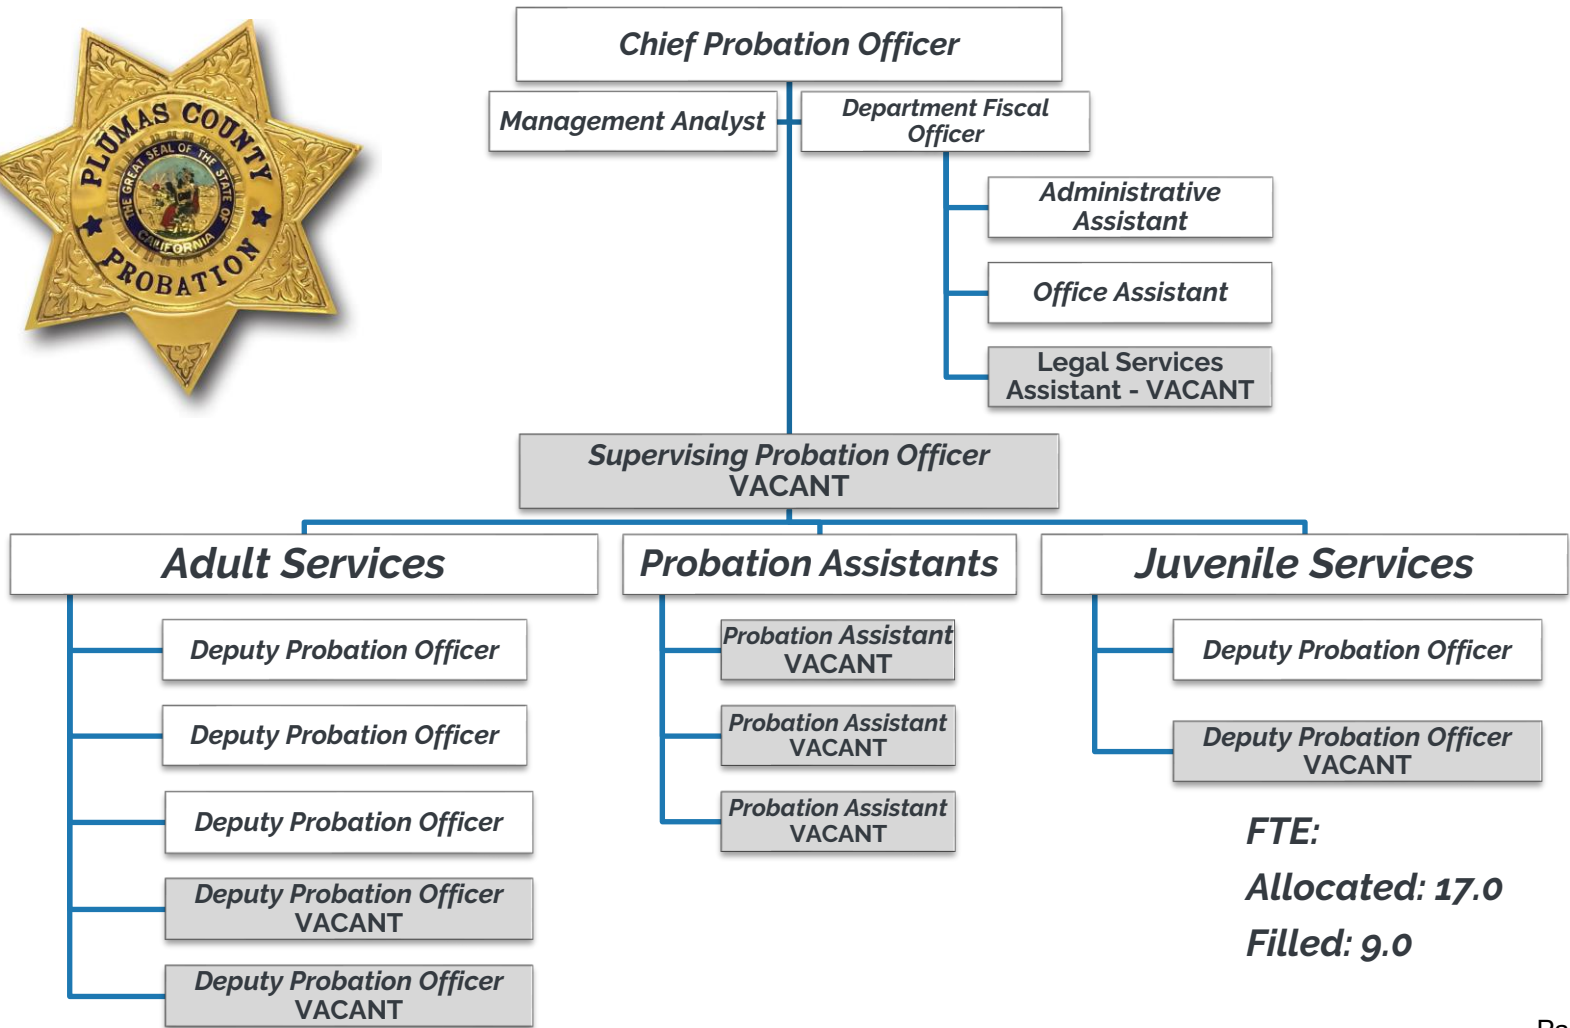 PLUMAS COUNTY
THE GREAT SEAL OF THE STATE OF CALIFORNIA
PROBATION
Chief Probation Officer
Management Analyst
Department Fiscal
Officer
Administrative
Assistant
Office Assistant
Legal Services
Assistant - VACANT
Supervising Probation Officer
VACANT
Adult Services
Deputy Probation Officer
Deputy Probation Officer
Deputy Probation Officer
Deputy Probation Officer
VACANT
Deputy Probation Officer
VACANT
Probation Assistants
Probation Assistant
VACANT
Probation Assistant
VACANT
Probation Assistant
VACANT
Juvenile Services
Deputy Probation Officer
Deputy Probation Officer
VACANT
FTE:
Allocated: 17.0
Filled: 9.0